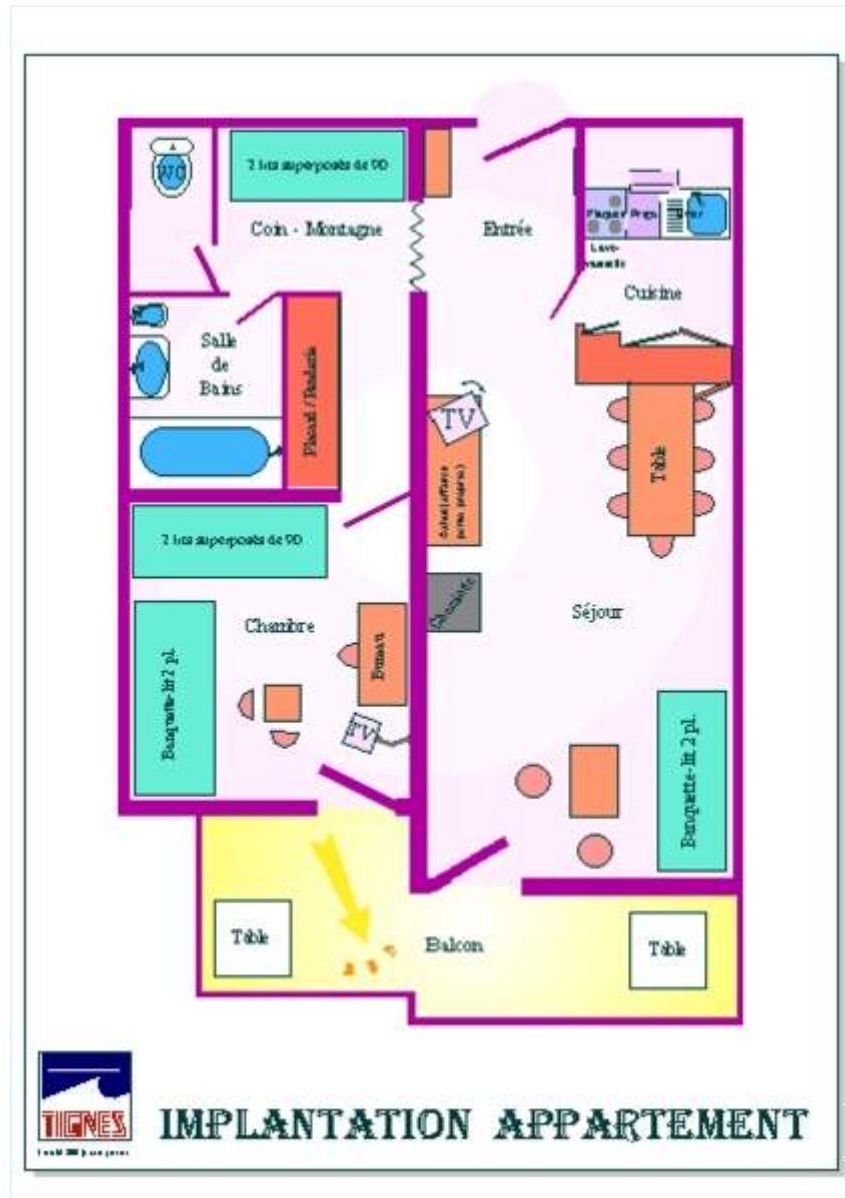 WC
2 lits superposés de 90
Coin - Montagne
Entrée
Plaques
Frigo
Evier
Lave-
vaisselle
Cuisine
Salle
de
Bains
Placard / Penderie
TV
Table
2 lits superposés de 90
Chambre
Bureau
Cheminée
Séjour
Banquette-lit 2 pl.
TV
Banquette-lit 2 pl.
Table
Balcon
Table
TIGNES
IMPLANTATION APPARTEMENT